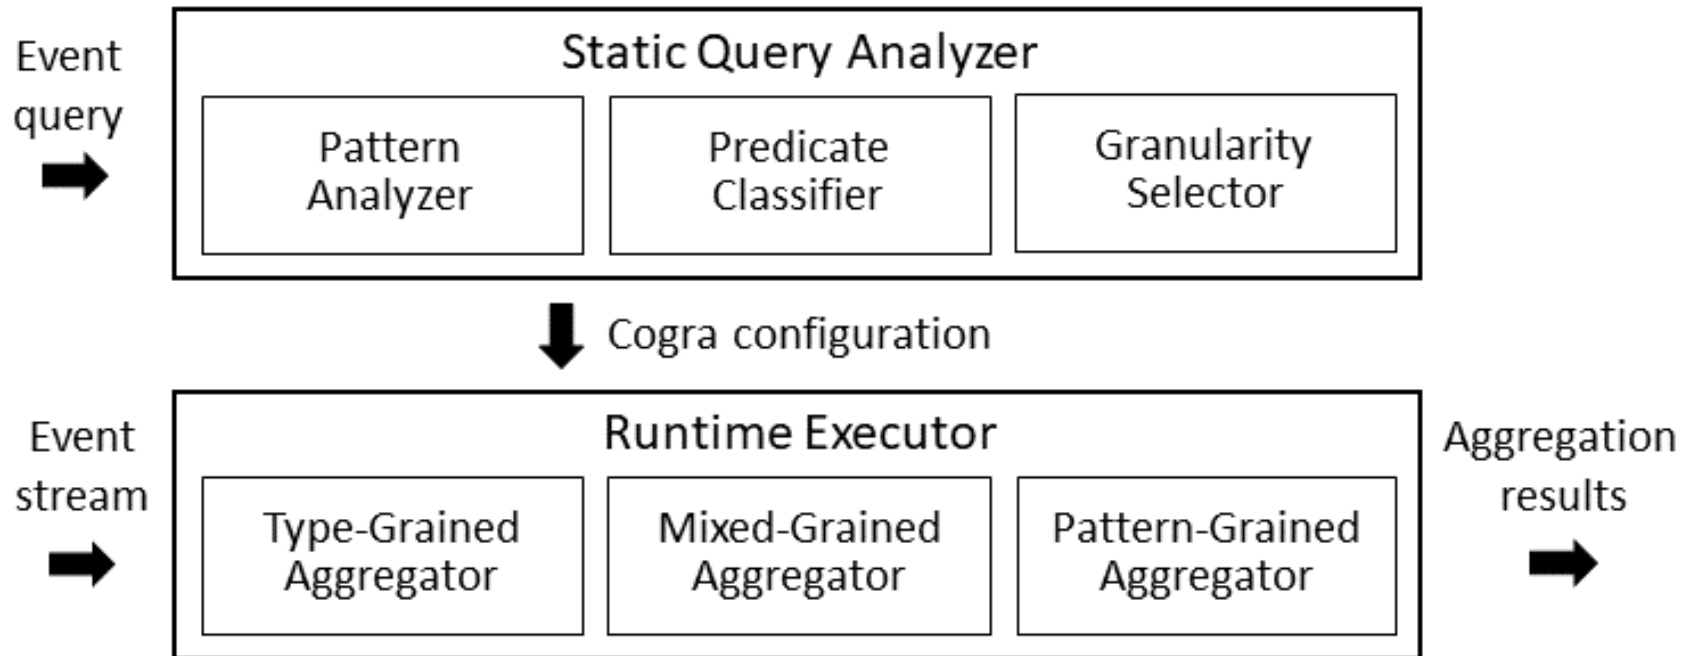 Event
query
Static Query Analyzer
Pattern
Analyzer
Predicate
Classifier
Granularity
Selector
Cogra configuration
Event
stream
Runtime Executor
Type-Grained
Aggregator
Mixed-Grained
Aggregator
Pattern-Grained
Aggregator
Aggregation
results